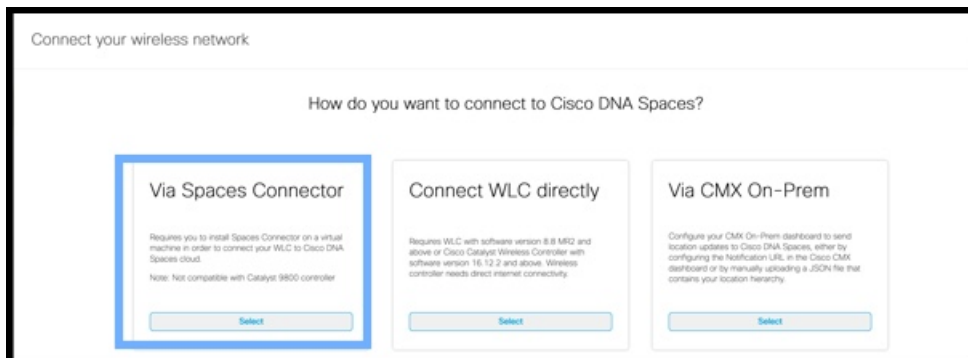 Connect your wireless network
How do you want to connect to Cisco DNA Spaces?
Via Spaces Connector
Requires you to install Spaces Connector on a virtual
machine in order to connect your WLC to Cisco DNA
Spaces cloud.
Note: Not compatible with Catalyst 9800 controller
Select
Connect WLC directly
Requires WLC with software version 8.8 MR2 and
above or Cisco Catalyst Wireless Controller with
software version 16.12.2 and above. Wireless
controller needs direct internet connectivity.
Select
Via CMX On-Prem
Configure your CMX On-Prem dashboard to send
location updates to Cisco DNA Spaces, either by
configuring the Notification URL in the Cisco CMX
dashboard or by manually uploading a JSON file that
contains your location hierarchy.
Select